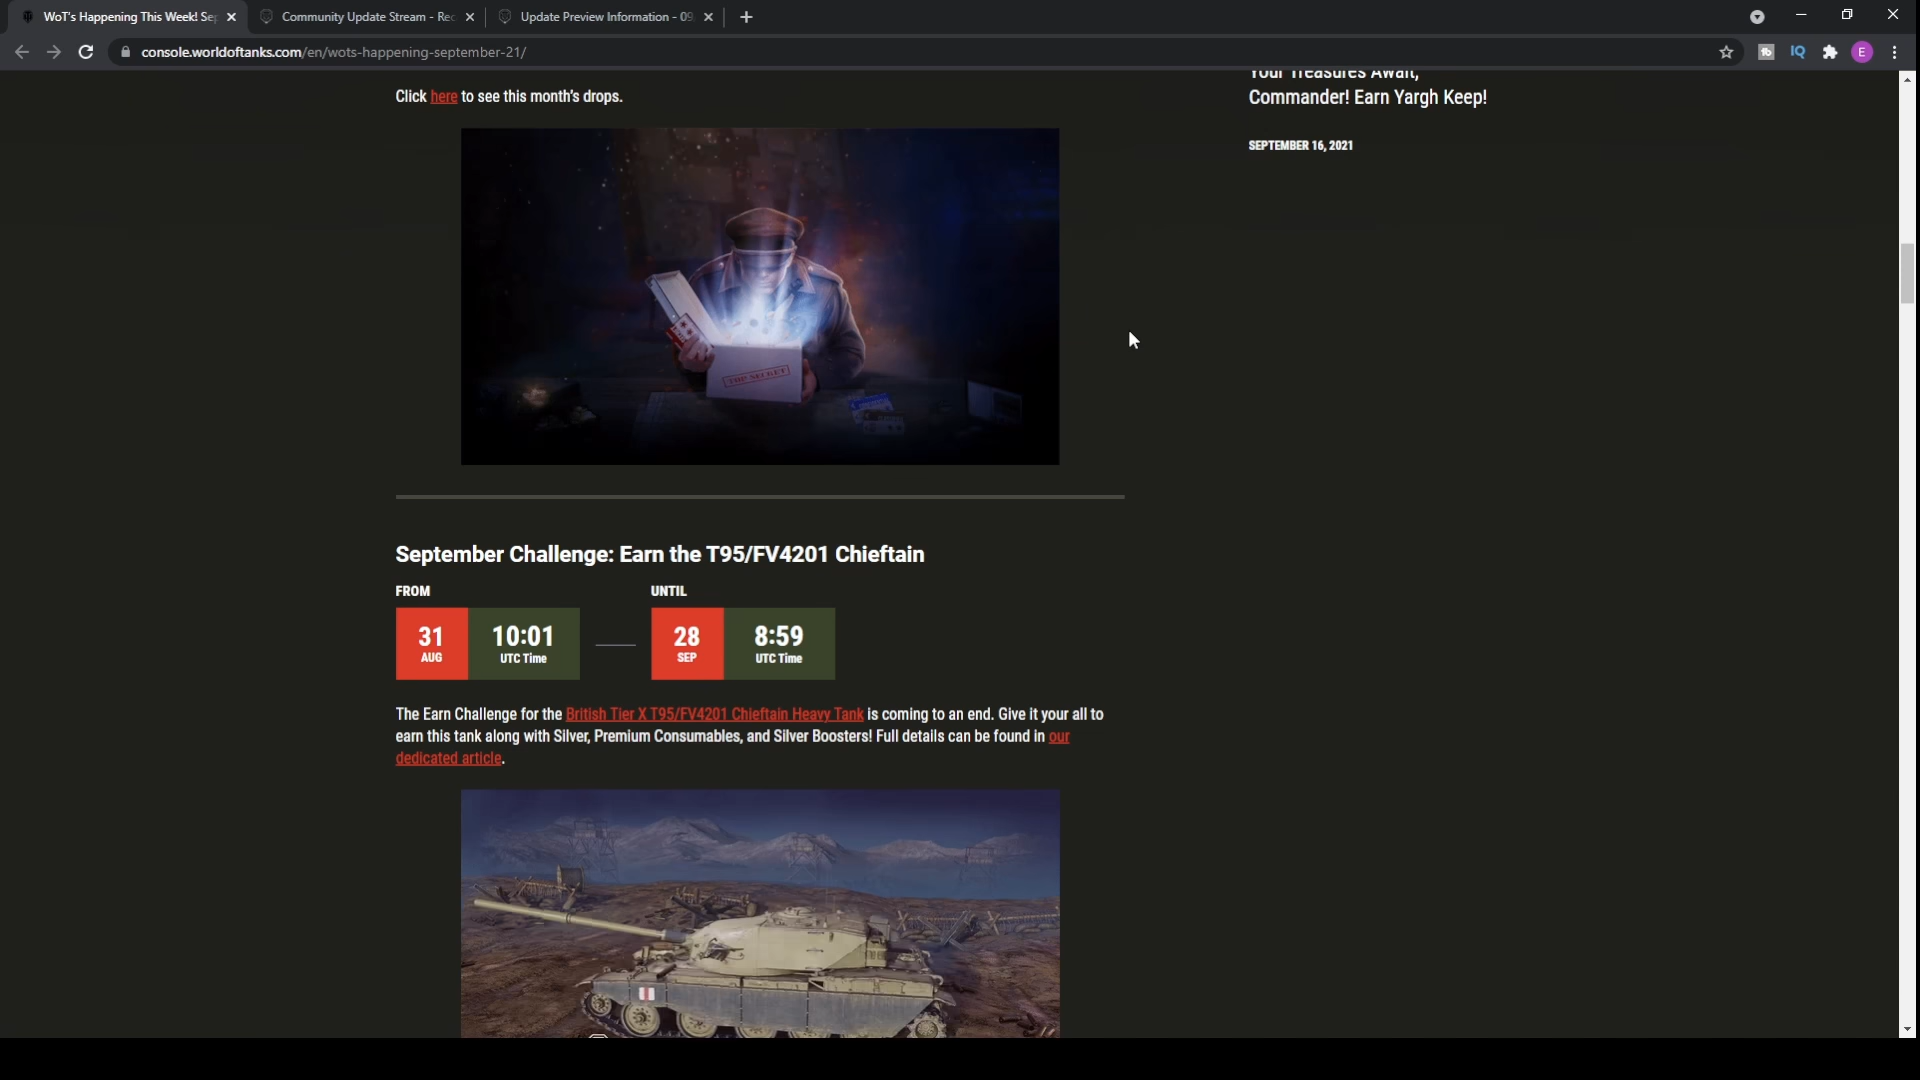 WoT's Happening This Week! Sep
Community Update Stream - Rec
Update Preview Information - 09.
console.worldoftanks.com/en/wots-happening-september-21/
IQ
E
Your Treasures Await,
Commander! Earn Yargh Keep!
SEPTEMBER 16, 2021
Click here to see this month's drops.
TOP SECRET
September Challenge: Earn the T95/FV4201 Chieftain
FROM
UNTIL
31 AUG
10:01 UTC Time
28 SEP
8:59 UTC Time
The Earn Challenge for the British Tier X T95/FV4201 Chieftain Heavy Tank is coming to an end. Give it your all to
earn this tank along with Silver, Premium Consumables, and Silver Boosters! Full details can be found in our
dedicated article.